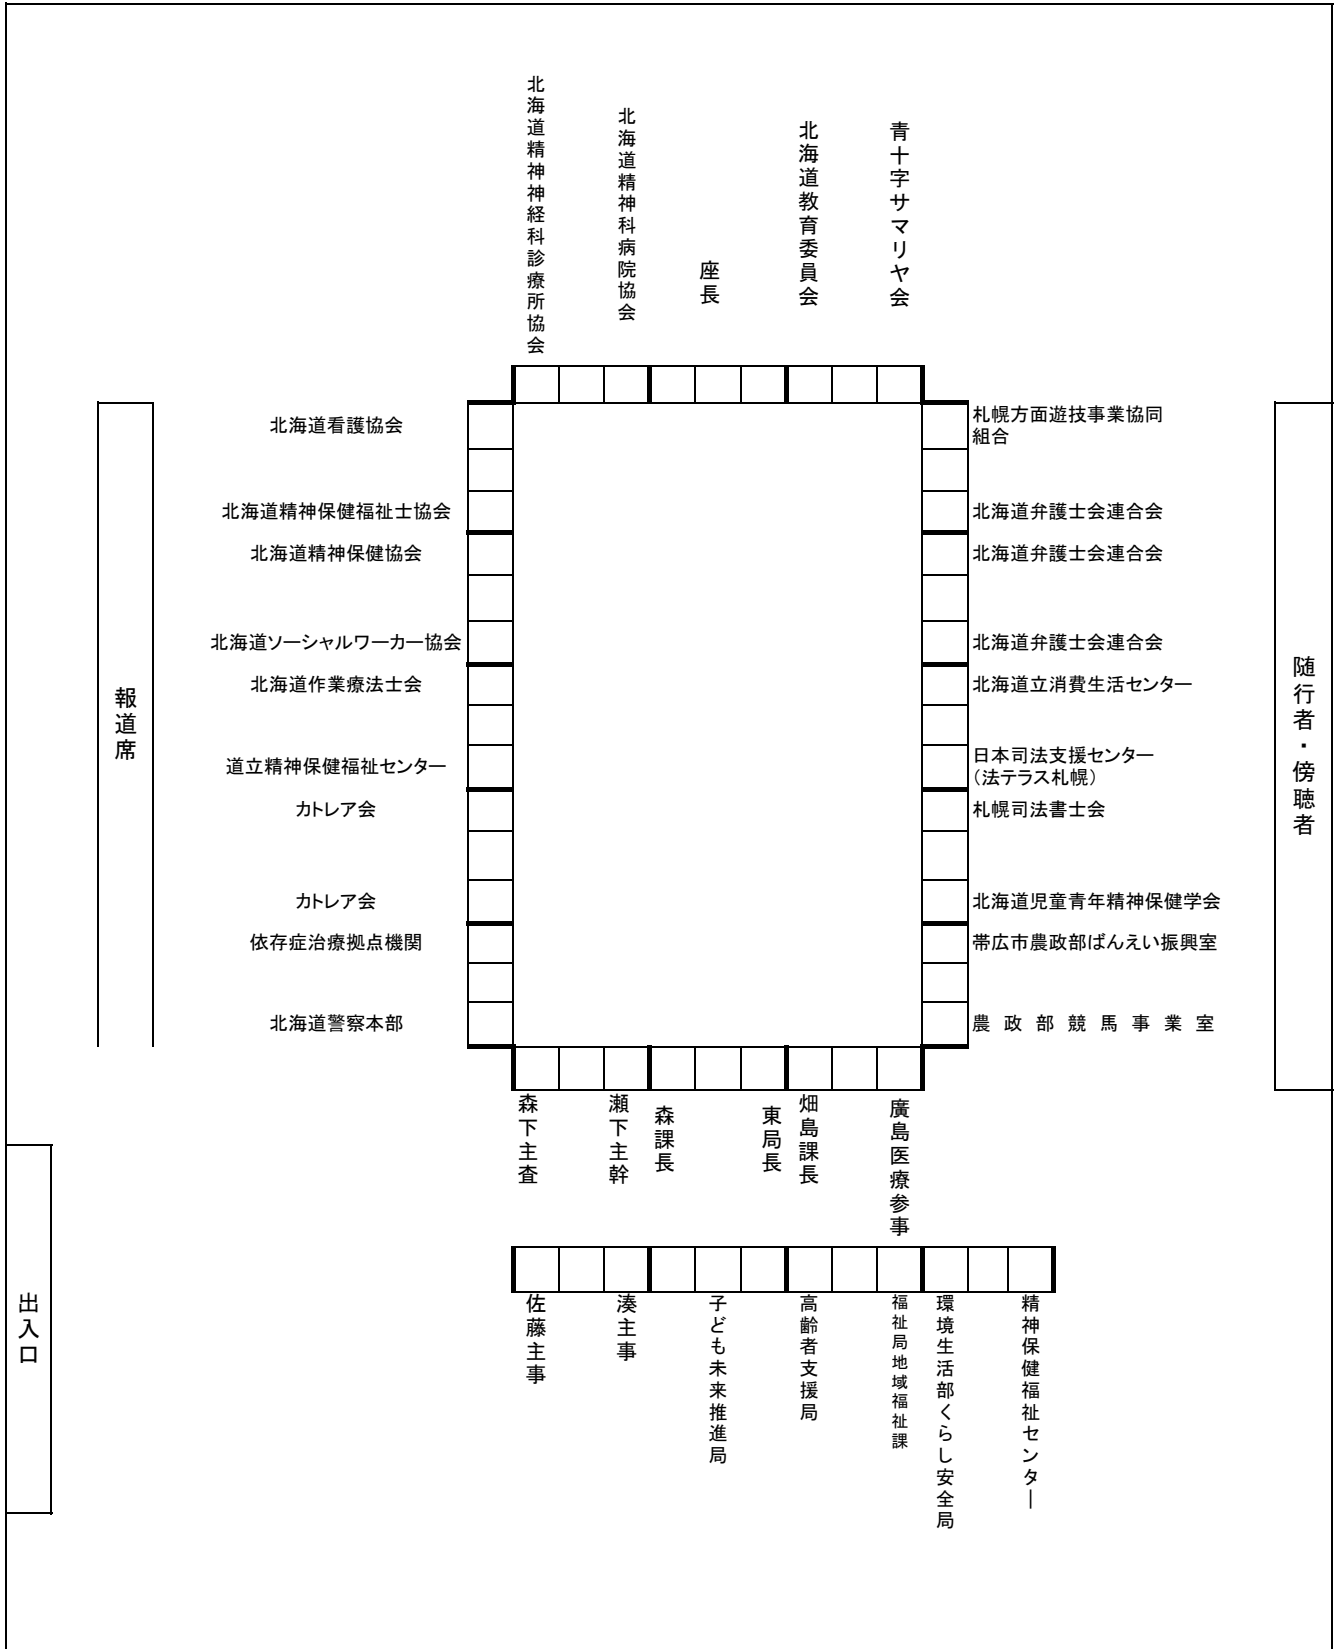 北海道精神神経科診療所協会
北海道精神科病院協会
座長
北海道教育委員会
青十字サマリヤ会
北海道看護協会
北海道精神保健福祉士協会
北海道精神保健協会
北海道ソーシャルワーカー協会
北海道作業療法士会
道立精神保健福祉センター
カトレア会
カトレア会
依存症治療拠点機関
北海道警察本部
札幌方面遊技事業協同
組合
北海道弁護士会連合会
北海道弁護士会連合会
北海道弁護士会連合会
北海道立消費生活センター
日本司法支援センター
（法テラス札幌）
札幌司法書士会
北海道児童青年精神保健学会
帯広市農政部ばんえい振興室
農政部競馬事業室
報道席
随行者・傍聴者
森下主査
瀬下主幹
森課長
東局長
畑島課長
廣島医療参事
出入口
佐藤主事
湊主事
子ども未来推進局
高齢者支援局
福祉局地域福祉課
環境生活部くらし安全局
精神保健福祉センター